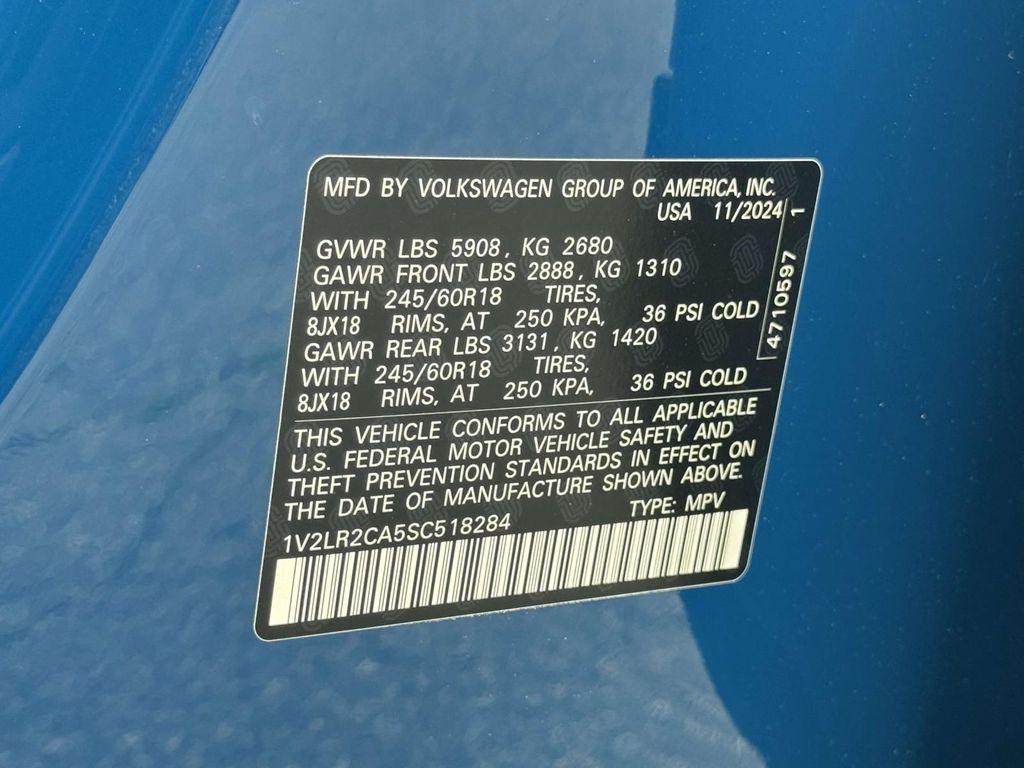 MFD BY VOLKSWAGEN GROUP OF AMERICA, INC.
USA 11/2024
GVWR LBS 5908, KG 2680
GAWR FRONT LBS 2888, KG 1310
WITH 245/60R18 TIRES,
8JX18 RIMS, AT 250 KPA, 36 PSI COLD
GAWR REAR LBS 3131, KG 1420
WITH 245/60R18 TIRES,
8JX18 RIMS, AT 250 KPA, 36 PSI COLD
4710597 1
THIS VEHICLE CONFORMS TO ALL APPLICABLE
U.S. FEDERAL MOTOR VEHICLE SAFETY AND
THEFT PREVENTION STANDARDS IN EFFECT ON
THE DATE OF MANUFACTURE SHOWN ABOVE.
1V2LR2CA5SC518284 TYPE: MPV